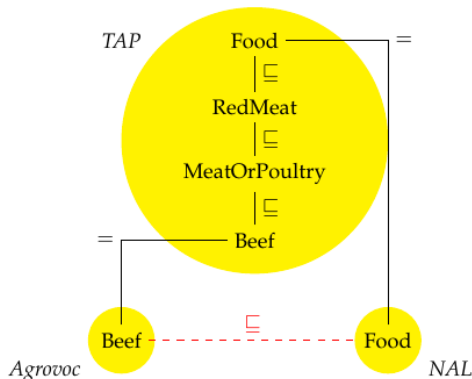 TAP
Food =
⊑
RedMeat
⊑
MeatOrPoultry
⊑
= Beef
⊑
Beef Food
Agrovoc NAL